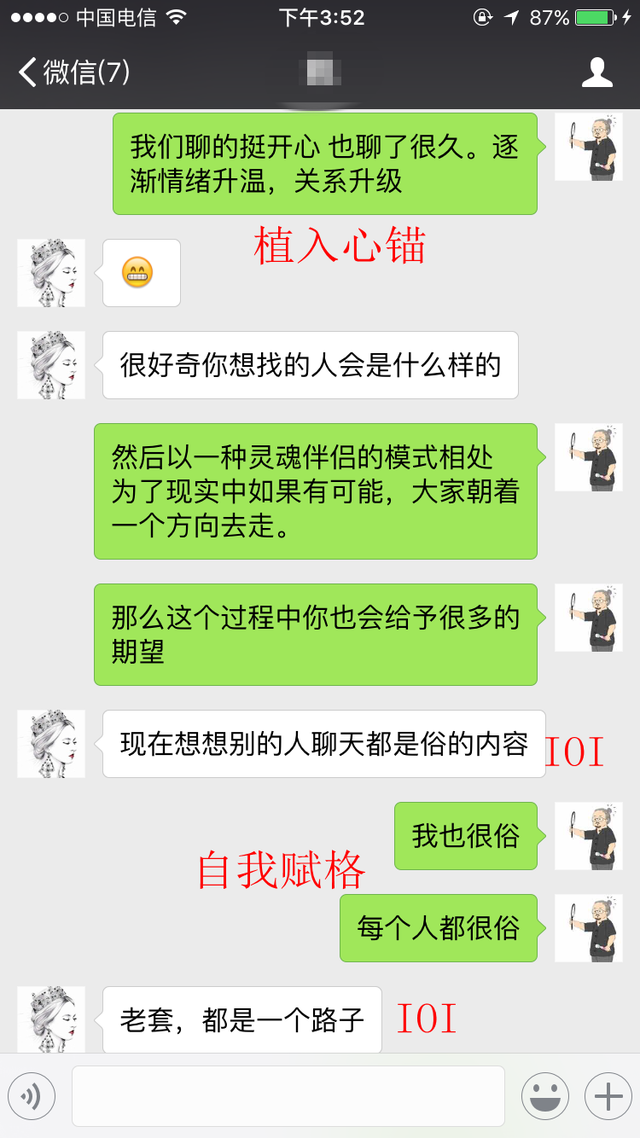 中国电信 下午3:52 87%
微信(7)
我们聊的挺开心 也聊了很久。逐
渐情绪升温，关系升级
植入心锚
很好奇你想找的人会是什么样的
然后以一种灵魂伴侣的模式相处
为了现实中如果有可能，大家朝着
一个方向去走。
那么这个过程中你也会给予很多的
期望
现在想想别的人聊天都是俗的内容
IOI
我也很俗
自我赋格
每个人都很俗
老套，都是一个路子
IOI